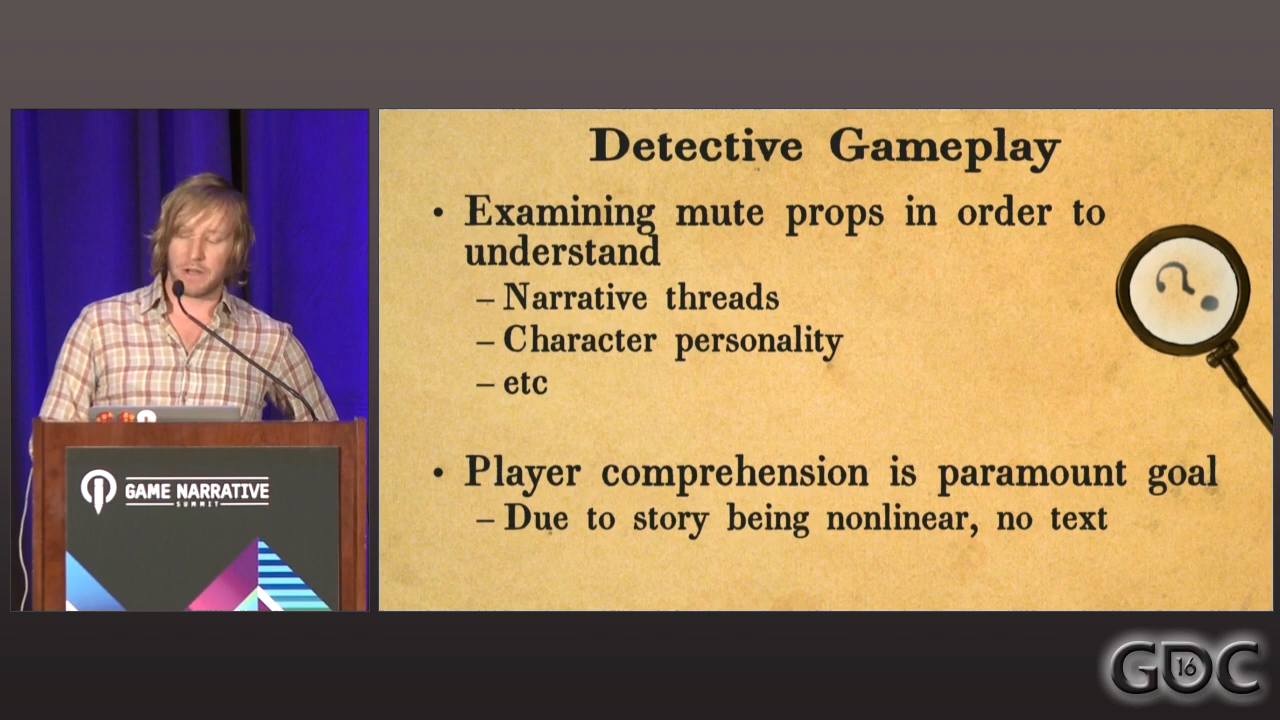 Detective Gameplay
• Examining mute props in order to
understand
– Narrative threads
– Character personality
– etc
• Player comprehension is paramount goal
– Due to story being nonlinear, no text
GAME NARRATIVE
SUMMIT
GDC
16